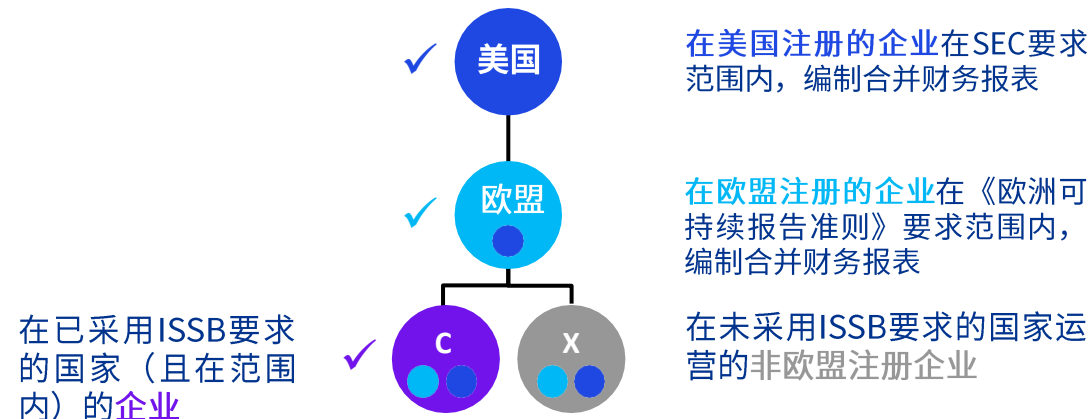 美国
在美国注册的企业在SEC要求
范围内，编制合并财务报表
欧盟
在欧盟注册的企业在《欧洲可
持续报告准则》要求范围内，
编制合并财务报表
在已采用ISSB要求
的国家（且在范围
内）的企业
C
X
在未采用ISSB要求的国家运
营的非欧盟注册企业